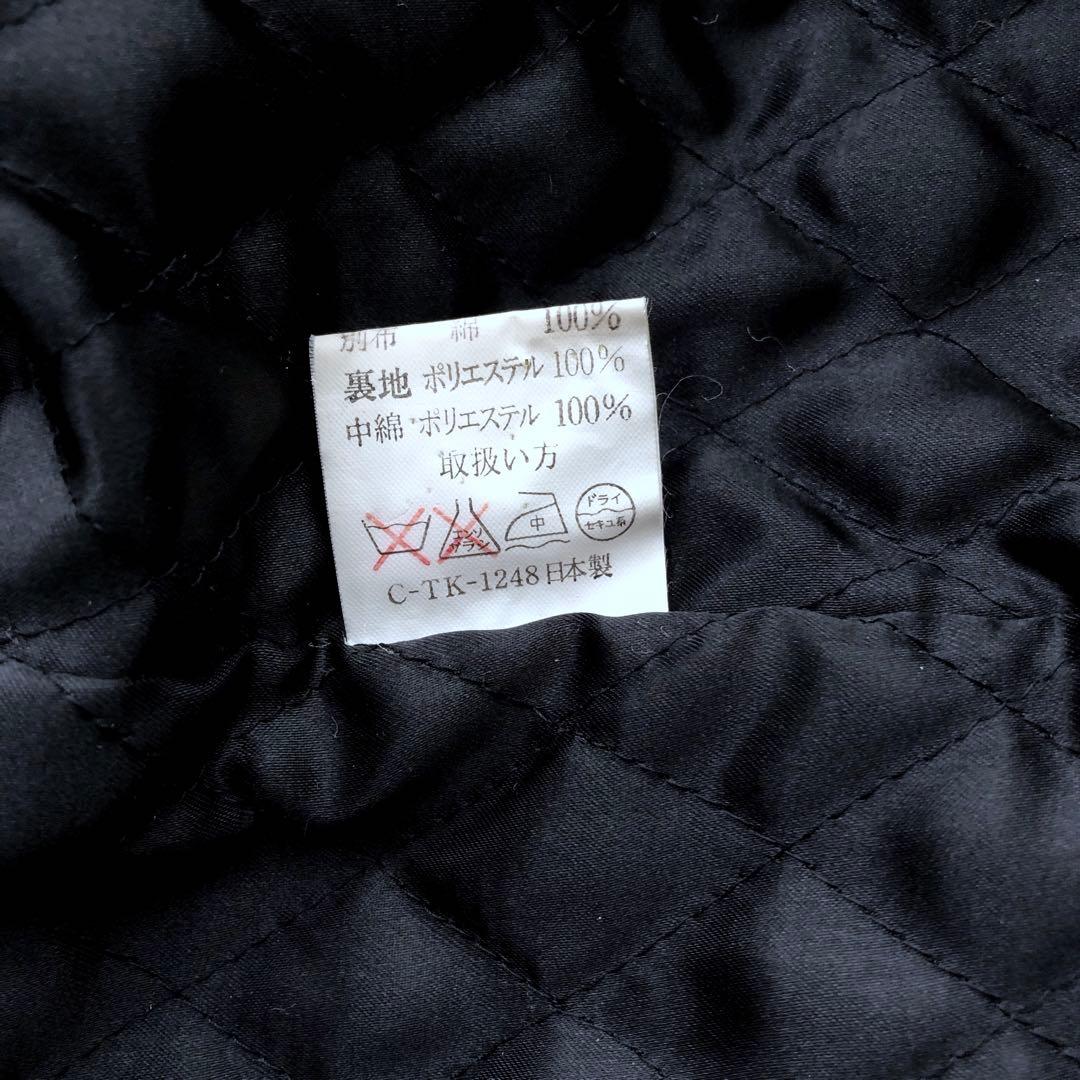 別布 綿 100%
裏地 ポリエステル 100%
中綿 ポリエステル 100%
取扱い方
エンソ サラシ 中 ドライ セキユ系
C-TK-1248 日本製